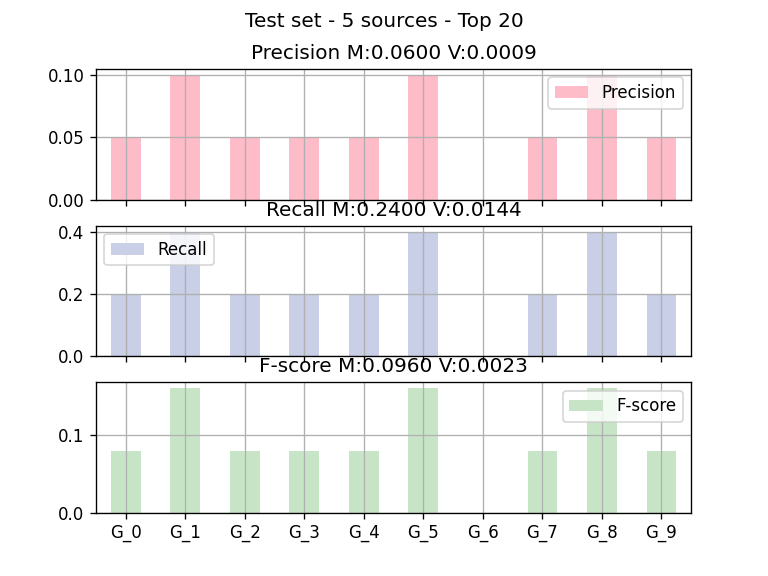 Test set - 5 sources - Top 20
Precision M:0.0600 V:0.0009
0.10
Precision
0.05
0.00
Recall M:0.2400 V:0.0144
0.4
Recall
0.2
0.0
F-score M:0.0960 V:0.0023
F-score
0.1
0.0
G_0 G_1 G_2 G_3 G_4 G_5 G_6 G_7 G_8 G_9